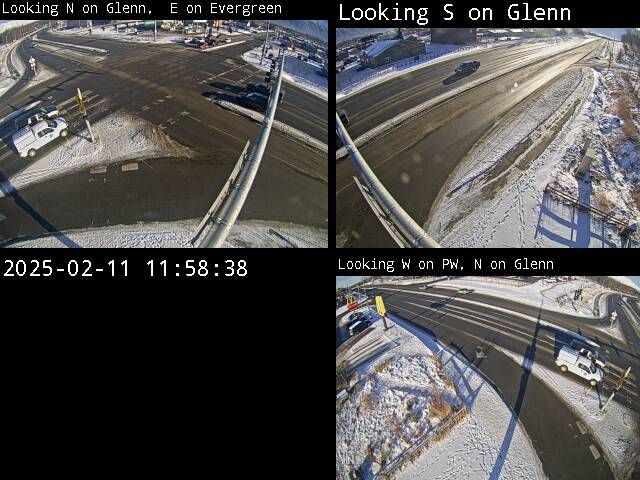 Looking N on Glenn,  E on Evergreen
Looking S on Glenn
2025-02-11 11:58:38
Looking W on PW, N on Glenn